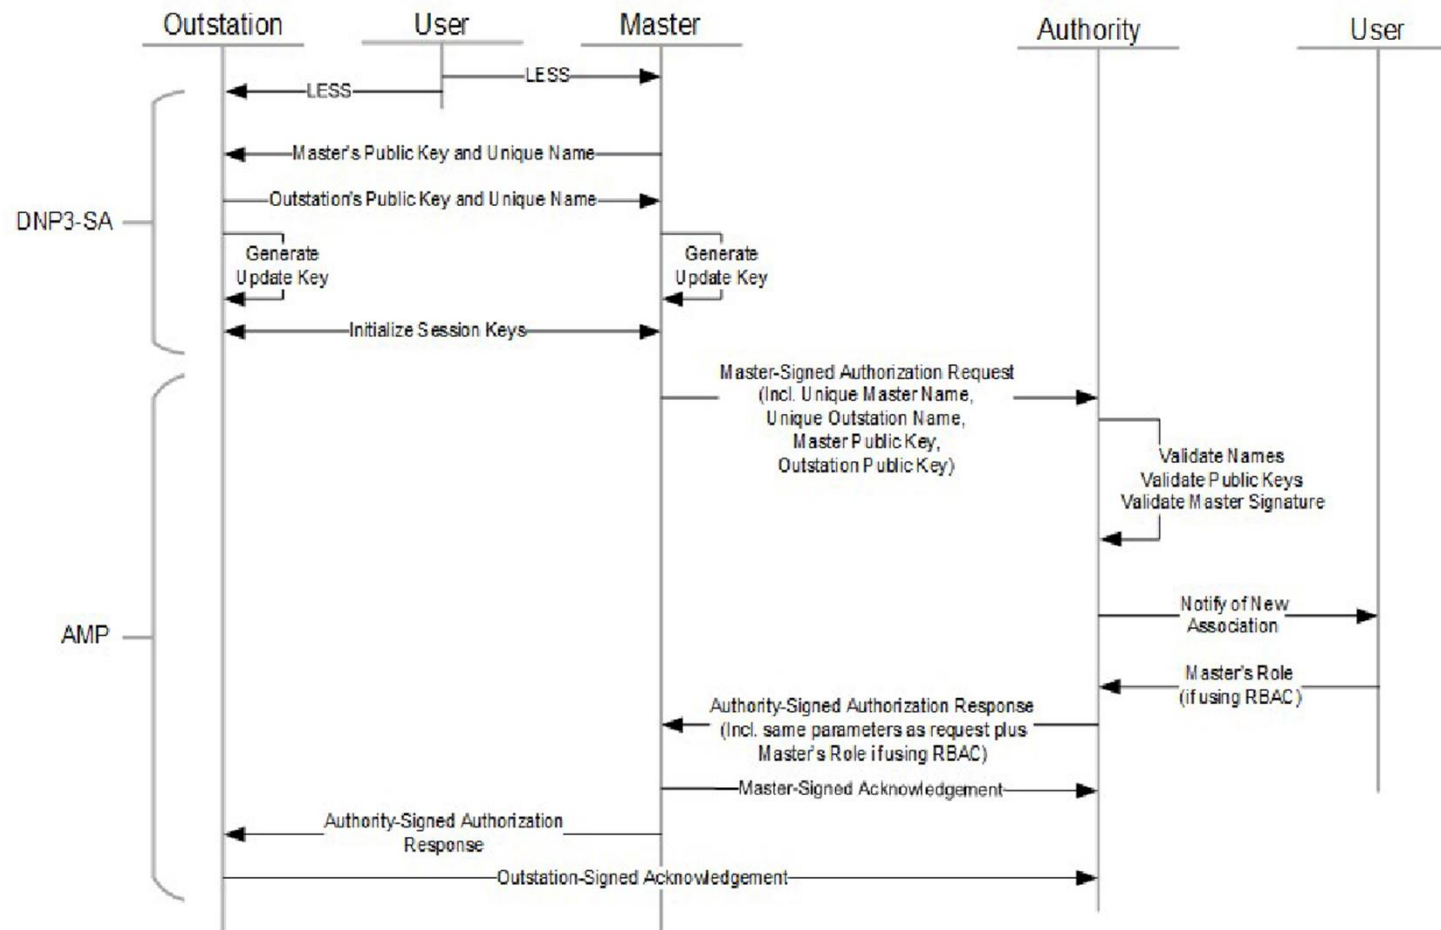 Outstation
User
Master
Authority
User
LESS
LESS
Master's Public Key and Unique Name
Outstation's Public Key and Unique Name
DNP3-SA
Generate
Update Key
Generate
Update Key
Initialize Session Keys
Master-Signed Authorization Request
(Incl. Unique Master Name,
Unique Outstation Name,
Master Public Key,
Outstation Public Key)
Validate Names
Validate Public Keys
Validate Master Signature
AMP
Notify of New
Association
Master's Role
(if using RBAC)
Authority-Signed Authorization Response
(Incl. same parameters as request plus
Master's Role if using RBAC)
Master-Signed Acknowledgement
Authority-Signed Authorization
Response
Outstation-Signed Acknowledgement